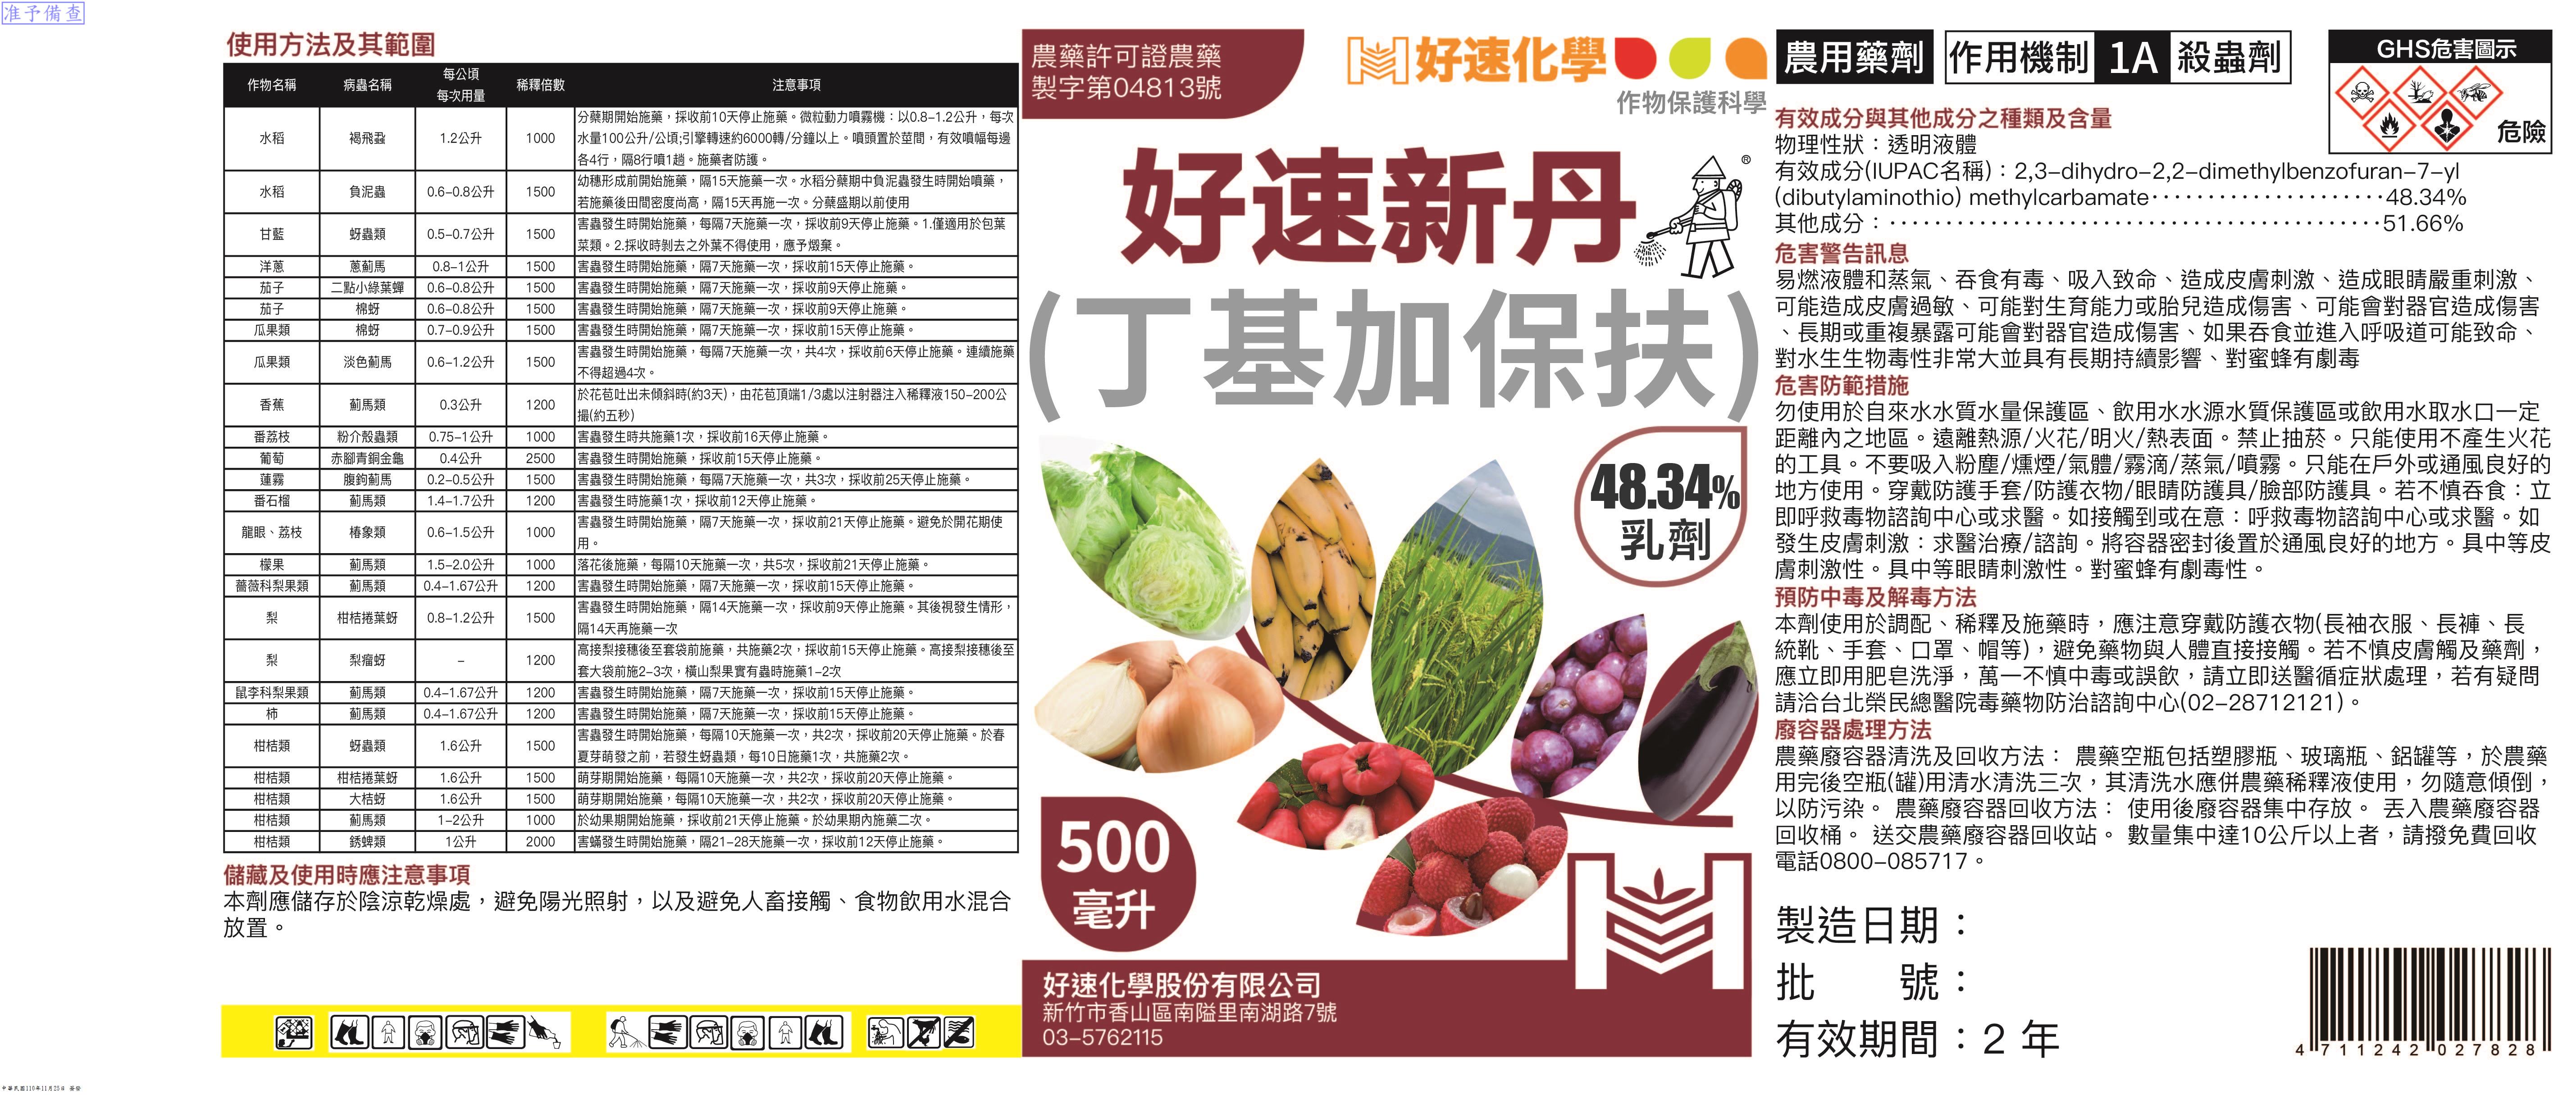 准予備查
使用方法及其範圍
作物名稱 病蟲名稱 每公頃每次用量 稀釋倍數 注意事項
水稻 褐飛蝨 1.2公升 1000 分蘗期開始施藥，採收前10天停止施藥。微粒動力噴霧機：以0.8-1.2公升，每次
水量100公升/公頃;引擎轉速約6000轉/分鐘以上。噴頭置於莖間，有效噴幅每邊
各4行，隔8行噴1趟。施藥者防護。
水稻 負泥蟲 0.6-0.8公升 1500 幼穗形成前開始施藥，隔15天施藥一次。水稻分蘗期中負泥蟲發生時開始噴藥，
若施藥後田間密度尚高，隔15天再施一次。分蘗盛期以前使用
甘藍 蚜蟲類 0.5-0.7公升 1500 害蟲發生時開始施藥，每隔7天施藥一次，採收前9天停止施藥。1.僅適用於包葉
菜類。2.採收時剝去之外葉不得使用，應予燬棄。
洋蔥 蔥薊馬 0.8-1公升 1500 害蟲發生時開始施藥，隔7天施藥一次，採收前15天停止施藥。
茄子 二點小綠葉蟬 0.6-0.8公升 1500 害蟲發生時開始施藥，隔7天施藥一次，採收前9天停止施藥。
茄子 棉蚜 0.6-0.8公升 1500 害蟲發生時開始施藥，隔7天施藥一次，採收前9天停止施藥。
瓜果類 棉蚜 0.7-0.9公升 1500 害蟲發生時開始施藥，隔7天施藥一次，採收前15天停止施藥。
瓜果類 淡色薊馬 0.6-1.2公升 1500 害蟲發生時開始施藥，每隔7天施藥一次，共4次，採收前6天停止施藥。連續施藥
不得超過4次。
香蕉 薊馬類 0.3公升 1200 於花苞吐出未傾斜時(約3天)，由花苞頂端1/3處以注射器注入稀釋液150-200公
撮(約五秒)
番荔枝 粉介殼蟲類 0.75-1公升 1000 害蟲發生時共施藥1次，採收前16天停止施藥。
葡萄 赤腳青銅金龜 0.4公升 2500 害蟲發生時開始施藥，採收前15天停止施藥。
蓮霧 腹鉤薊馬 0.2-0.5公升 1500 害蟲發生時開始施藥，每隔7天施藥一次，共3次，採收前25天停止施藥。
番石榴 薊馬類 1.4-1.7公升 1200 害蟲發生時施藥1次，採收前12天停止施藥。
龍眼、荔枝 椿象類 0.6-1.5公升 1000 害蟲發生時開始施藥，隔7天施藥一次，採收前21天停止施藥。避免於開花期使
用。
檬果 薊馬類 1.5-2.0公升 1000 落花後施藥，每隔10天施藥一次，共5次，採收前21天停止施藥。
薔薇科梨果類 薊馬類 0.4-1.67公升 1200 害蟲發生時開始施藥，隔7天施藥一次，採收前15天停止施藥。
梨 柑桔捲葉蚜 0.8-1.2公升 1500 害蟲發生時開始施藥，隔14天施藥一次，採收前9天停止施藥。其後視發生情形，
隔14天再施藥一次
梨 梨瘤蚜 - 1200 高接梨接穗後至套袋前施藥，共施藥2次，採收前15天停止施藥。高接梨接穗後至
套大袋前施2-3次，橫山梨果實有蟲時施藥1-2次
鼠李科梨果類 薊馬類 0.4-1.67公升 1200 害蟲發生時開始施藥，隔7天施藥一次，採收前15天停止施藥。
柿 薊馬類 0.4-1.67公升 1200 害蟲發生時開始施藥，隔7天施藥一次，採收前15天停止施藥。
柑桔類 蚜蟲類 1.6公升 1500 害蟲發生時開始施藥，每隔10天施藥一次，共2次，採收前20天停止施藥。於春
夏芽萌發之前，若發生蚜蟲類，每10日施藥1次，共施藥2次。
柑桔類 柑桔捲葉蚜 1.6公升 1500 萌芽期開始施藥，每隔10天施藥一次，共2次，採收前20天停止施藥。
柑桔類 大桔蚜 1.6公升 1500 萌芽期開始施藥，每隔10天施藥一次，共2次，採收前20天停止施藥。
柑桔類 薊馬類 1-2公升 1000 於幼果期開始施藥，採收前21天停止施藥。於幼果期內施藥二次。
柑桔類 銹蜱類 1公升 2000 害蟎發生時開始施藥，隔21-28天施藥一次，採收前12天停止施藥。
儲藏及使用時應注意事項
本劑應儲存於陰涼乾燥處，避免陽光照射，以及避免人畜接觸、食物飲用水混合
放置。
中華民國110年11月25日
農藥許可證農藥
製字第04813號
好速化學
作物保護科學
好速新丹
®
(丁基加保扶)
48.34%
乳劑
500
毫升
好速化學股份有限公司
新竹市香山區南隘里南湖路7號
03-5762115
農用藥劑 作用機制 1A 殺蟲劑
GHS危害圖示
危險
有效成分與其他成分之種類及含量
物理性狀：透明液體
有效成分(IUPAC名稱)：2,3-dihydro-2,2-dimethylbenzofuran-7-yl
(dibutylaminothio) methylcarbamate······················48.34%
其他成分：··············································51.66%
危害警告訊息
易燃液體和蒸氣、吞食有毒、吸入致命、造成皮膚刺激、造成眼睛嚴重刺激、
可能造成皮膚過敏、可能對生育能力或胎兒造成傷害、可能會對器官造成傷害
、長期或重複暴露可能會對器官造成傷害、如果吞食並進入呼吸道可能致命、
對水生生物毒性非常大並具有長期持續影響、對蜜蜂有劇毒
危害防範措施
勿使用於自來水水質水量保護區、飲用水水源水質保護區或飲用水取水口一定
距離內之地區。遠離熱源/火花/明火/熱表面。禁止抽菸。只能使用不產生火花
的工具。不要吸入粉塵/燻煙/氣體/霧滴/蒸氣/噴霧。只能在戶外或通風良好的
地方使用。穿戴防護手套/防護衣物/眼睛防護具/臉部防護具。若不慎吞食：立
即呼救毒物諮詢中心或求醫。如接觸到或在意：呼救毒物諮詢中心或求醫。如
發生皮膚刺激：求醫治療/諮詢。將容器密封後置於通風良好的地方。具中等皮
膚刺激性。具中等眼睛刺激性。對蜜蜂有劇毒性。
預防中毒及解毒方法
本劑使用於調配、稀釋及施藥時，應注意穿戴防護衣物(長袖衣服、長褲、長
統靴、手套、口罩、帽等)，避免藥物與人體直接接觸。若不慎皮膚觸及藥劑，
應立即用肥皂洗淨，萬一不慎中毒或誤飲，請立即送醫循症狀處理，若有疑問
請洽台北榮民總醫院毒藥物防治諮詢中心(02-28712121)。
廢容器處理方法
農藥廢容器清洗及回收方法： 農藥空瓶包括塑膠瓶、玻璃瓶、鋁罐等，於農藥
用完後空瓶(罐)用清水清洗三次，其清洗水應併農藥稀釋液使用，勿隨意傾倒，
以防污染。 農藥廢容器回收方法： 使用後廢容器集中存放。 丟入農藥廢容器
回收桶。 送交農藥廢容器回收站。 數量集中達10公斤以上者，請撥免費回收
電話0800-085717。
製造日期：
批　　號：
有效期間：2 年
4 711242 027828